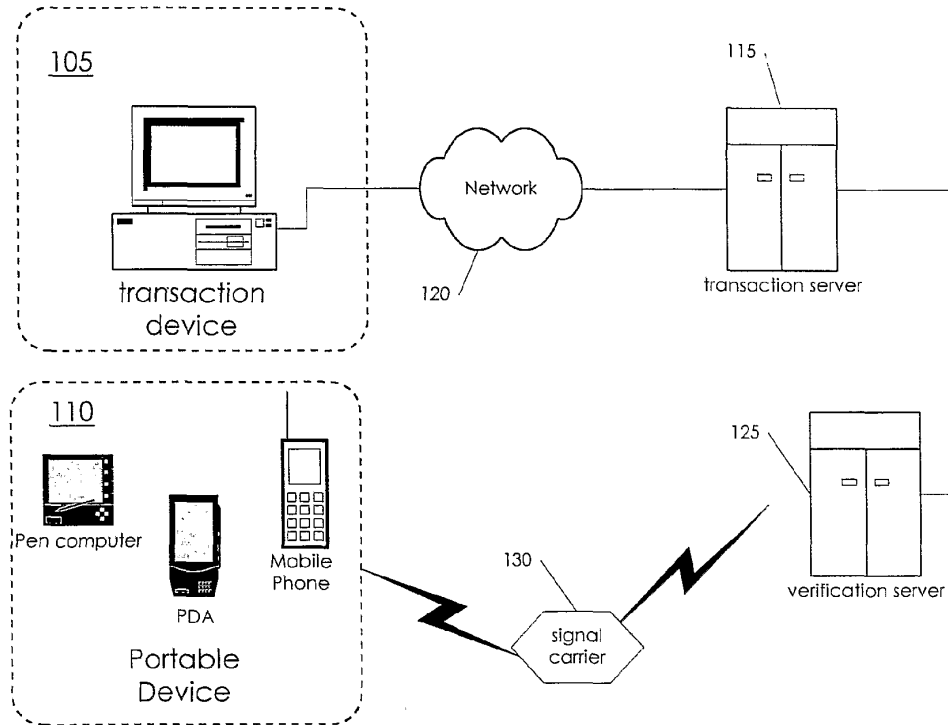 105
transaction
device
Network
120
115
transaction server
110
Pen computer
PDA
Mobile
Phone
Portable
Device
130
signal
carrier
125
verification server